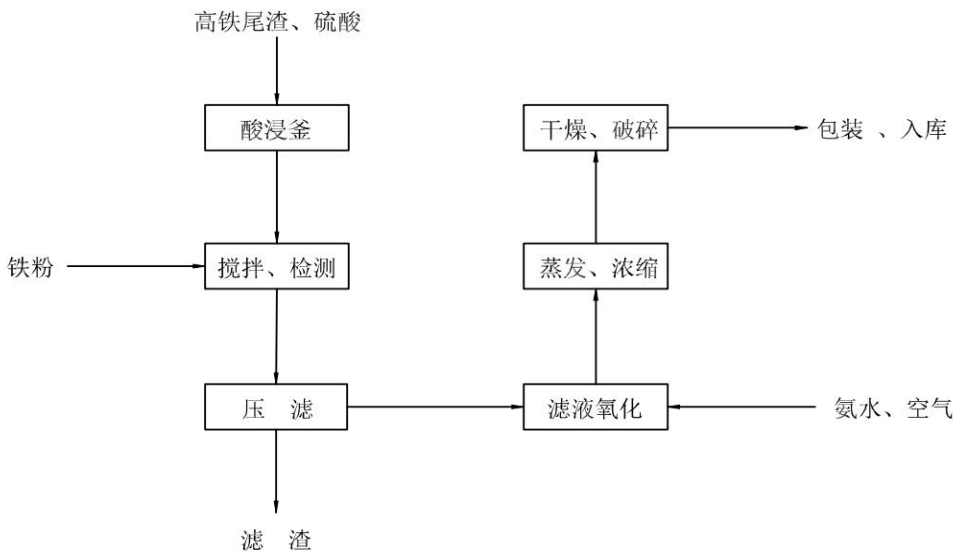 高铁尾渣、硫酸
酸浸釜
干燥、破碎
包装 、入库
铁粉
搅拌、检测
蒸发、浓缩
压 滤
滤液氧化
氨水、空气
滤 渣